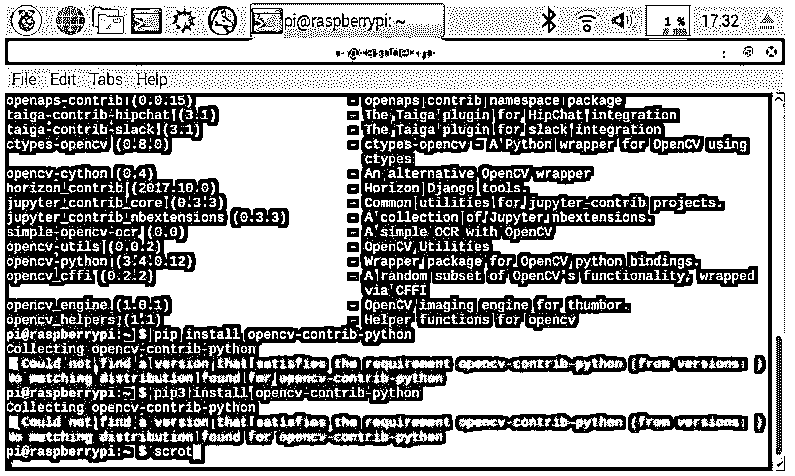 pi@raspberrypi: ~
1 %
17.32
File Edit Tabs Help
openaps-contrib (0.0.15) - openaps contrib namespace package
taiga-contrib-hipchat (3.1) - The Taiga plugin for HipChat integration
taiga-contrib-slack (3.1) - The Taiga plugin for slack integration
ctypes-opencv (0.8.0) - ctypes-opencv - A Python wrapper for OpenCV using
ctypes
opencv-cython (0.4) - An alternative OpenCV wrapper
horizon_contrib (2017.10.0) - Horizon Django tools.
jupyter_contrib_core (0.3.3) - Common utilities for jupyter-contrib projects.
jupyter_contrib_nbextensions (0.3.3) - A collection of Jupyter nbextensions.
simple-opencv-ocr (0.0) - A simple OCR with OpenCV
opencv-utils (0.0.2) - OpenCV Utilities
opencv-python (3.4.0.12) - Wrapper package for OpenCV python bindings.
opencv_cffi (0.2.2) - A random subset of OpenCV's functionality, wrapped
via CFFI
opencv_engine (1.0.1) - OpenCV imaging engine for thumbor.
opencv_helpers (1.1) - Helper functions for opencv
pi@raspberrypi:~ $ pip install opencv-contrib-python
Collecting opencv-contrib-python
Could not find a version that satisfies the requirement opencv-contrib-python (from versions: )
No matching distribution found for opencv-contrib-python
pi@raspberrypi:~ $ pip3 install opencv-contrib-python
Collecting opencv-contrib-python
Could not find a version that satisfies the requirement opencv-contrib-python (from versions: )
No matching distribution found for opencv-contrib-python
pi@raspberrypi:~ $ scrot